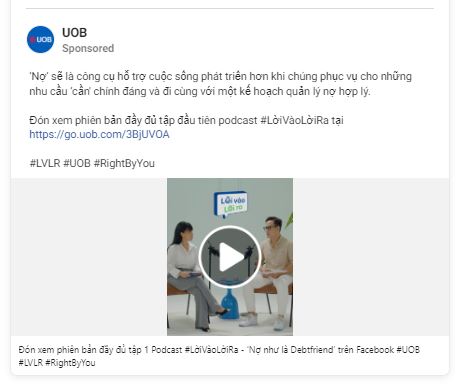 UOB
UOB
Sponsored
'Nợ' sẽ là công cụ hỗ trợ cuộc sống phát triển hơn khi chúng phục vụ cho những
nhu cầu 'cần' chính đáng và đi cùng với một kế hoạch quản lý nợ hợp lý.
Đón xem phiên bản đầy đủ tập đầu tiên podcast #LờiVàoLờiRa tại
https://go.uob.com/3BjUVOA
#LVLR #UOB #RightByYou
Lời vào
Lời ra
Đón xem phiên bản đầy đủ tập 1 Podcast #LờiVàoLờiRa - 'Nợ như là Debtfriend' trên Facebook #UOB
#LVLR #RightByYou